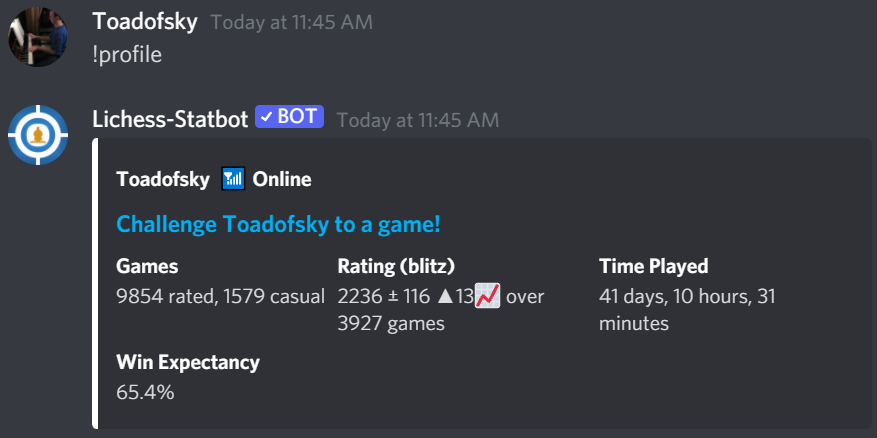 Toadofsky Today at 11:45 AM
!profile
Lichess-Statbot ✓ BOT Today at 11:45 AM
Toadofsky 📶 Online
Challenge Toadofsky to a game!
Games Rating (blitz) Time Played
9854 rated, 1579 casual 2236 ± 116 ▲13📈 over 41 days, 10 hours, 31
3927 games minutes
Win Expectancy
65.4%